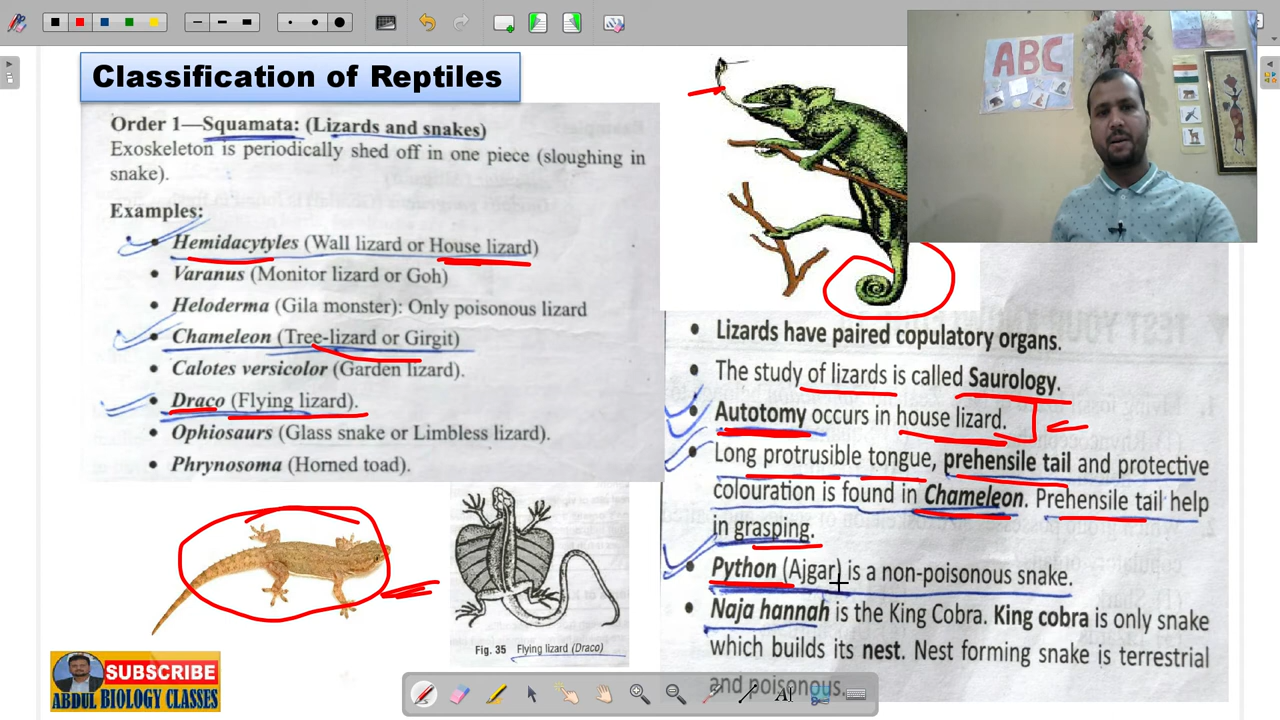 Classification of Reptiles
Order 1—Squamata: (Lizards and snakes)
Exoskeleton is periodically shed off in one piece (sloughing in
snake).
Examples:
• Hemidacytyles (Wall lizard or House lizard)
• Varanus (Monitor lizard or Goh)
• Heloderma (Gila monster): Only poisonous lizard
• Chameleon (Tree-lizard or Girgit)
• Calotes versicolor (Garden lizard).
• Draco (Flying lizard).
• Ophiosaurs (Glass snake or Limbless lizard).
• Phrynosoma (Horned toad).
Fig. 35 Flying lizard (Draco)
SUBSCRIBE
ABDUL BIOLOGY CLASSES
ABC
• Lizards have paired copulatory organs.
• The study of lizards is called Saurology.
• Autotomy occurs in house lizard.
• Long protrusible tongue, prehensile tail and protective
colouration is found in Chameleon. Prehensile tail help
in grasping.
• Python (Ajgar) is a non-poisonous snake.
• Naja hannah is the King Cobra. King cobra is only snake
which builds its nest. Nest forming snake is terrestrial
and poisonous.
AI